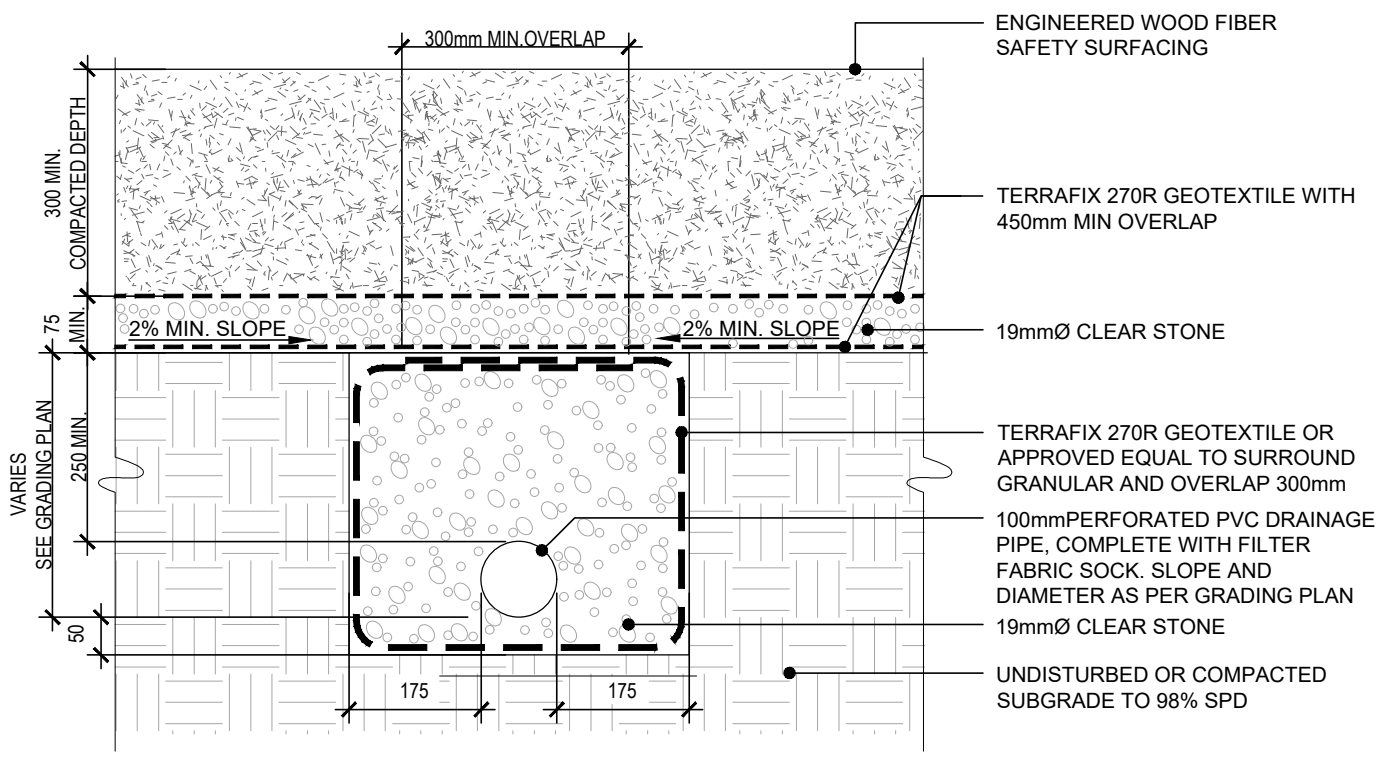 300mm MIN.OVERLAP
ENGINEERED WOOD FIBER
SAFETY SURFACING
300 MIN.
COMPACTED DEPTH
TERRAFIX 270R GEOTEXTILE WITH
450mm MIN OVERLAP
75
MIN.
2% MIN. SLOPE
2% MIN. SLOPE
19mmØ CLEAR STONE
VARIES
SEE GRADING PLAN
250 MIN.
TERRAFIX 270R GEOTEXTILE OR
APPROVED EQUAL TO SURROUND
GRANULAR AND OVERLAP 300mm
100mmPERFORATED PVC DRAINAGE
PIPE, COMPLETE WITH FILTER
FABRIC SOCK. SLOPE AND
DIAMETER AS PER GRADING PLAN
19mmØ CLEAR STONE
50
175
175
UNDISTURBED OR COMPACTED
SUBGRADE TO 98% SPD